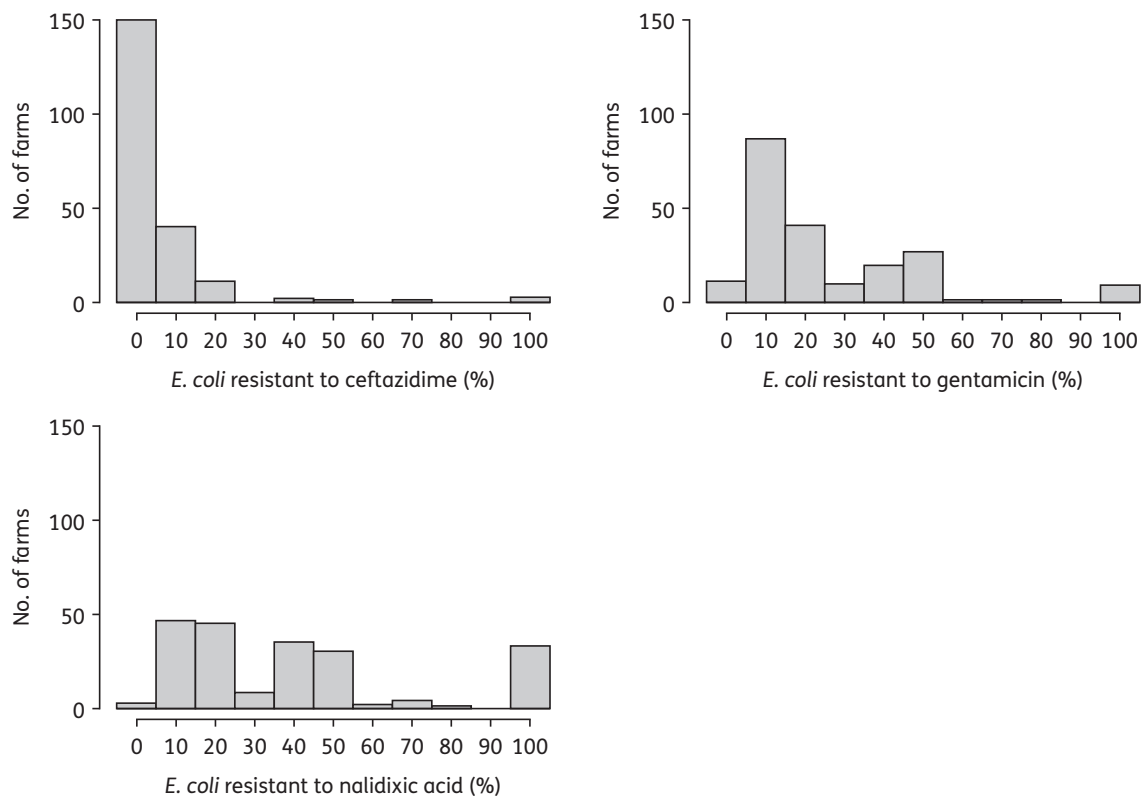 150
100
50
0
No. of farms
0 10 20 30 40 50 60 70 80 90 100
E. coli resistant to ceftazidime (%)
150
100
50
0
No. of farms
0 10 20 30 40 50 60 70 80 90 100
E. coli resistant to gentamicin (%)
150
100
50
0
No. of farms
0 10 20 30 40 50 60 70 80 90 100
E. coli resistant to nalidixic acid (%)